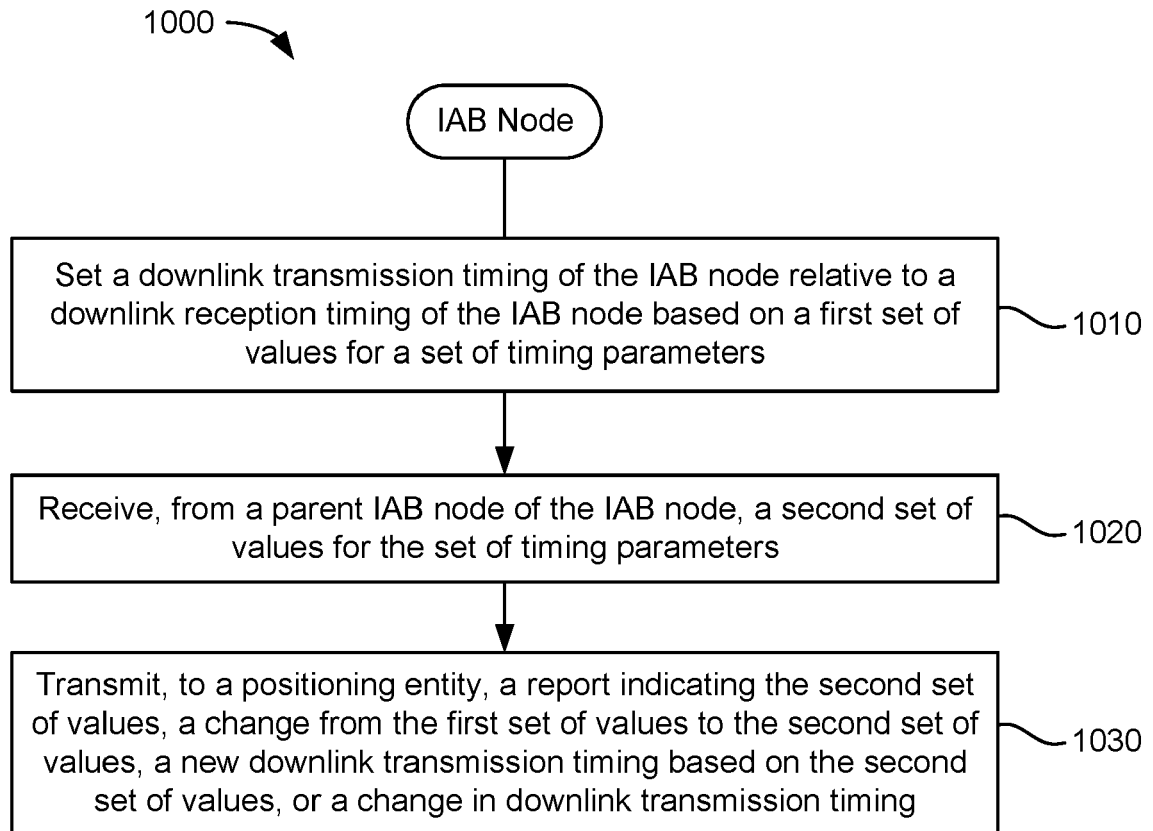 1000
IAB Node
Set a downlink transmission timing of the IAB node relative to a
downlink reception timing of the IAB node based on a first set of
values for a set of timing parameters
1010
Receive, from a parent IAB node of the IAB node, a second set of
values for the set of timing parameters
1020
Transmit, to a positioning entity, a report indicating the second set
of values, a change from the first set of values to the second set of
values, a new downlink transmission timing based on the second
set of values, or a change in downlink transmission timing
1030